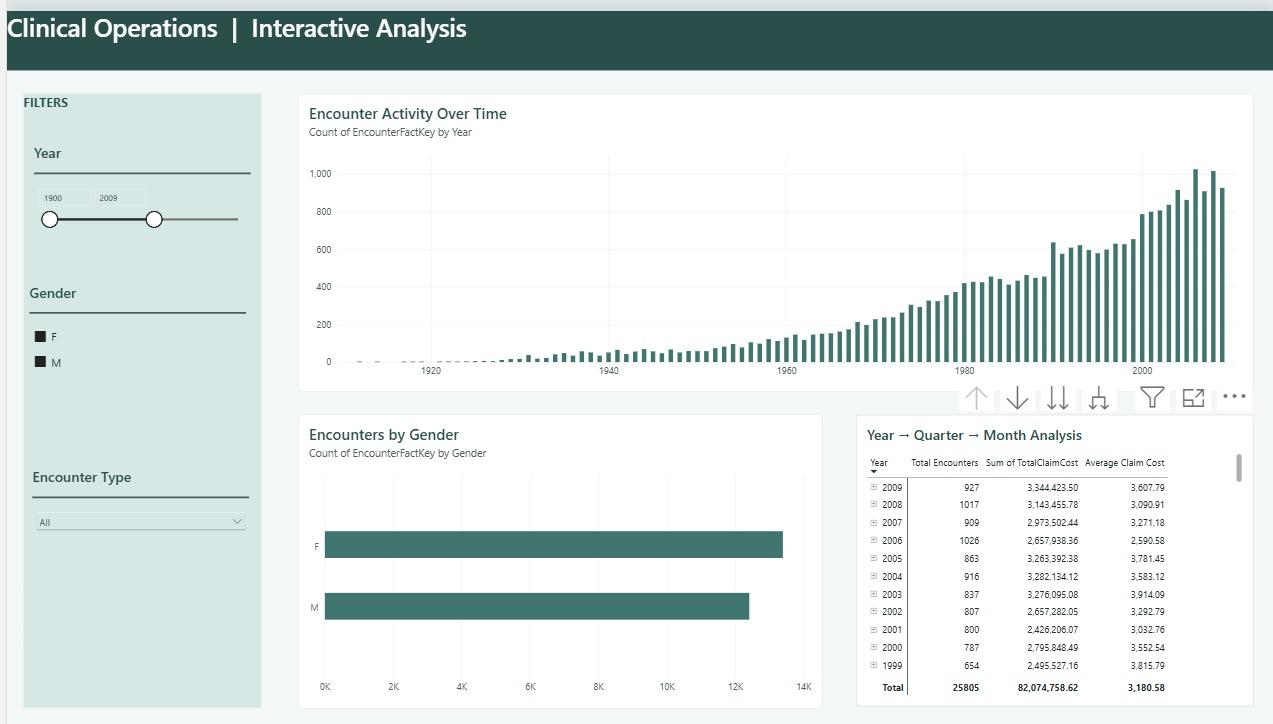 Clinical Operations | Interactive Analysis
FILTERS
Year
1900 2009
Gender
F
M
Encounter Type
All
Encounter Activity Over Time
Count of EncounterFactKey by Year
1,000
800
600
400
200
0
1920 1940 1960 1980 2000
Encounters by Gender
Count of EncounterFactKey by Gender
F
M
0K 2K 4K 6K 8K 10K 12K 14K
Year → Quarter → Month Analysis
Year Total Encounters Sum of TotalClaimCost Average Claim Cost
2009 927 3,344,423.50 3,607.79
2008 1017 3,143,455.78 3,090.91
2007 909 2,973,502.44 3,271.18
2006 1026 2,657,938.36 2,590.58
2005 863 3,263,392.38 3,781.45
2004 916 3,282,134.12 3,583.12
2003 837 3,276,095.08 3,914.09
2002 807 2,657,282.05 3,292.79
2001 800 2,426,206.07 3,032.76
2000 787 2,795,848.49 3,552.54
1999 654 2,495,527.16 3,815.79
Total 25805 82,074,758.62 3,180.58